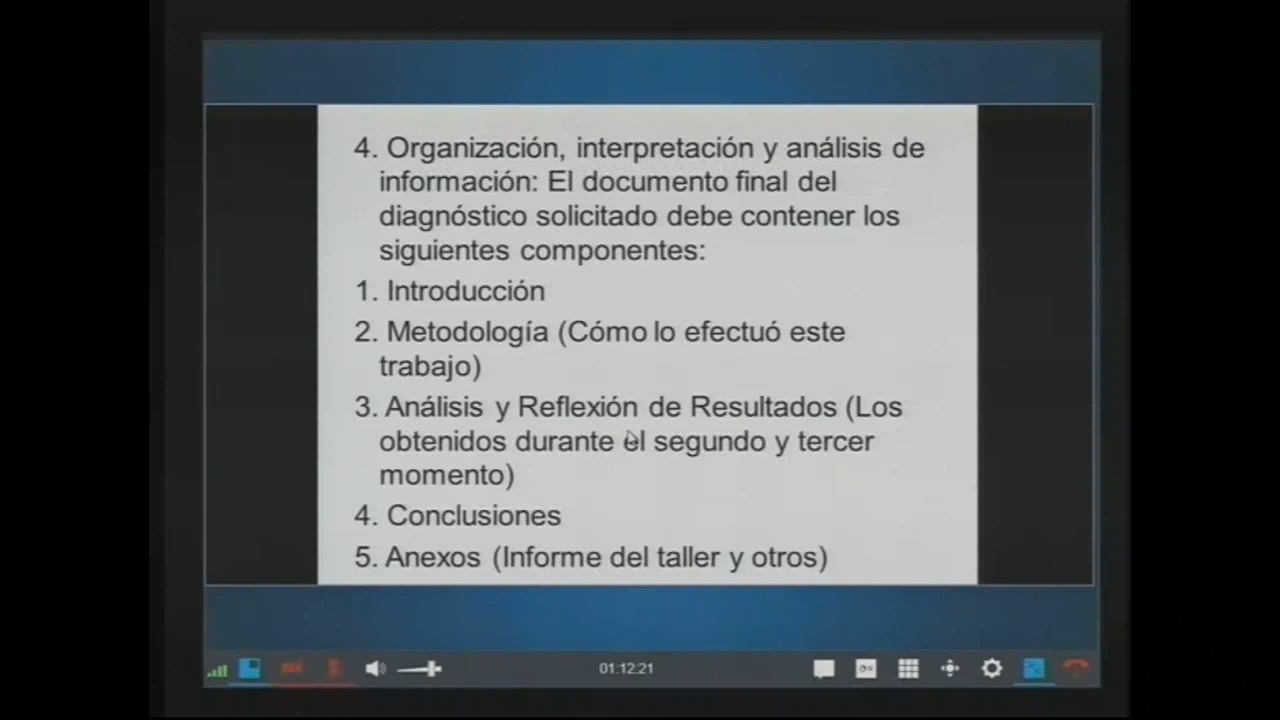 4. Organización, interpretación y análisis de
información: El documento final del
diagnóstico solicitado debe contener los
siguientes componentes:
1. Introducción
2. Metodología (Cómo lo efectuó este
trabajo)
3. Análisis y Reflexión de Resultados (Los
obtenidos durante el segundo y tercer
momento)
4. Conclusiones
5. Anexos (Informe del taller y otros)
01:12:21